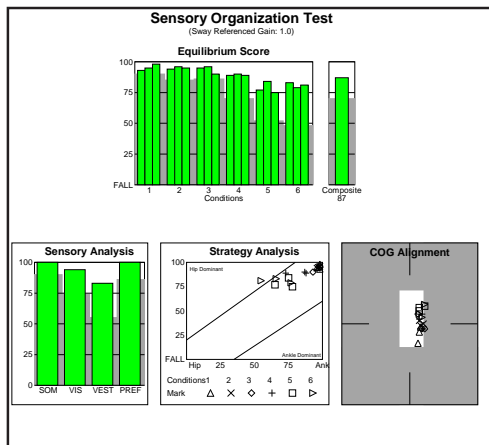 Sensory Organization Test
(Sway Referenced Gain: 1.0)
Equilibrium Score
100
75
50
25
FALL
1 2 3 4 5 6
Conditions
Composite
87
Sensory Analysis
100
75
50
25
0
SOM VIS VEST PREF
Strategy Analysis
100
75
50
25
FALL
Hip Dominant
Ankle Dominant
Hip 25 50 75 Ank
Conditions1 2 3 4 5 6
Mark
COG Alignment